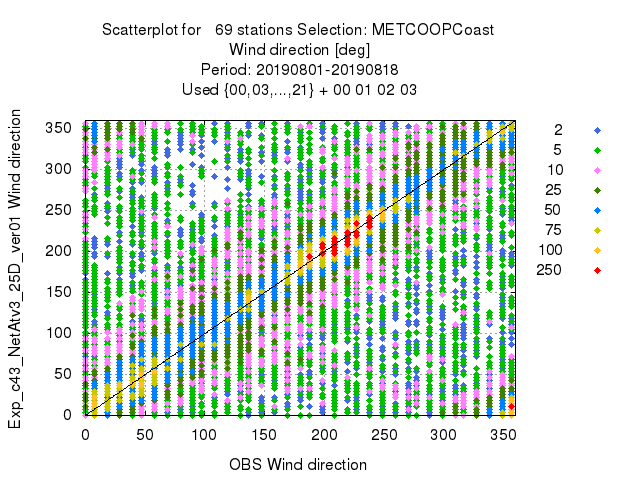 Scatterplot for   69 stations Selection: METCOOPCoast
Wind direction [deg]
Period: 20190801-20190818
Used {00,03,...,21} + 00 01 02 03
Exp_c43_NetAtv3_25D_ver01 Wind direction
350
300
250
200
150
100
50
0
0 50 100 150 200 250 300 350
OBS Wind direction
2
5
10
25
50
75
100
250